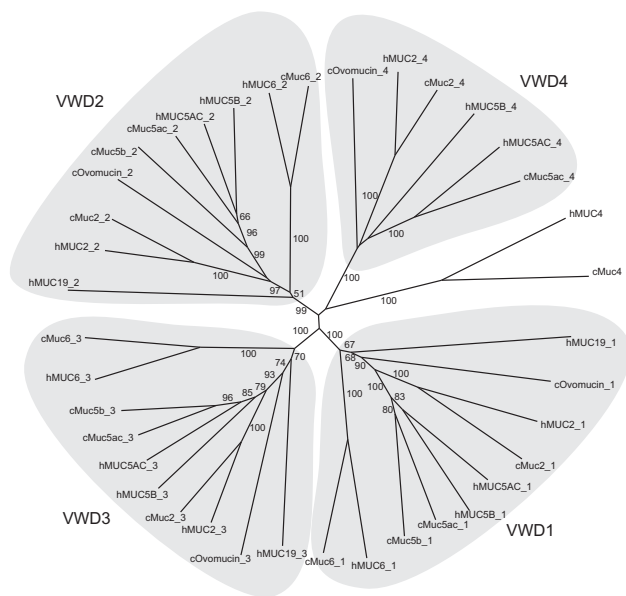 VWD2
hMUC6_2
cMuc6_2
hMUC5B_2
hMUC5AC_2
cMuc5ac_2
cMuc5b_2
cOvomucin_2
cMuc2_2
hMUC2_2
hMUC19_2
66
96
99
100
100
97
51
99
VWD4
cOvomucin_4
hMUC2_4
cMuc2_4
hMUC5B_4
hMUC5AC_4
cMuc5ac_4
100
100
100
hMUC4
cMuc4
100
100
100
VWD3
cMuc6_3
hMUC6_3
cMuc5b_3
cMuc5ac_3
hMUC5AC_3
hMUC5B_3
cMuc2_3
hMUC2_3
cOvomucin_3
hMUC19_3
100
70
74
93
79
85
96
100
VWD1
hMUC19_1
cOvomucin_1
hMUC2_1
cMuc2_1
hMUC5AC_1
hMUC5B_1
cMuc5ac_1
cMuc5b_1
hMUC6_1
cMuc6_1
67
68
90
100
100
100
83
80